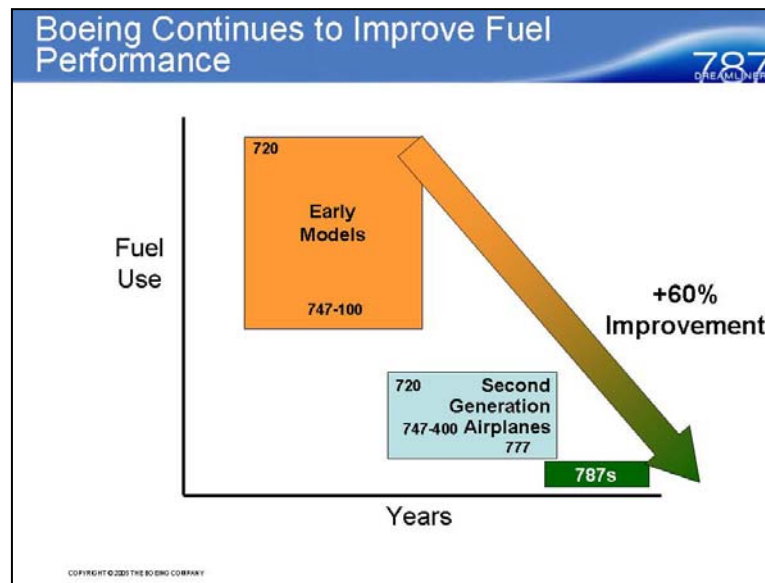 Boeing Continues to Improve Fuel
Performance
787
DREAMLINER
720
Early
Models
747-100
Fuel
Use
+60%
Improvement
720 Second
Generation
747-400 Airplanes
777
787s
Years
COPYRIGHT © 2005 THE BOEING COMPANY